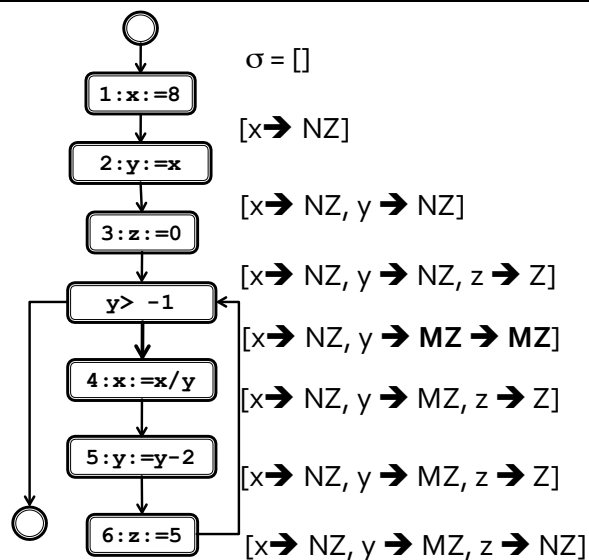 σ = []
1:x:=8
[x➔ NZ]
2:y:=x
[x➔ NZ, y ➔ NZ]
3:z:=0
[x➔ NZ, y ➔ NZ, z ➔ Z]
y> -1
[x➔ NZ, y ➔ MZ ➔ MZ]
4:x:=x/y
[x➔ NZ, y ➔ MZ, z ➔ Z]
5:y:=y-2
[x➔ NZ, y ➔ MZ, z ➔ Z]
6:z:=5
[x➔ NZ, y ➔ MZ, z ➔ NZ]